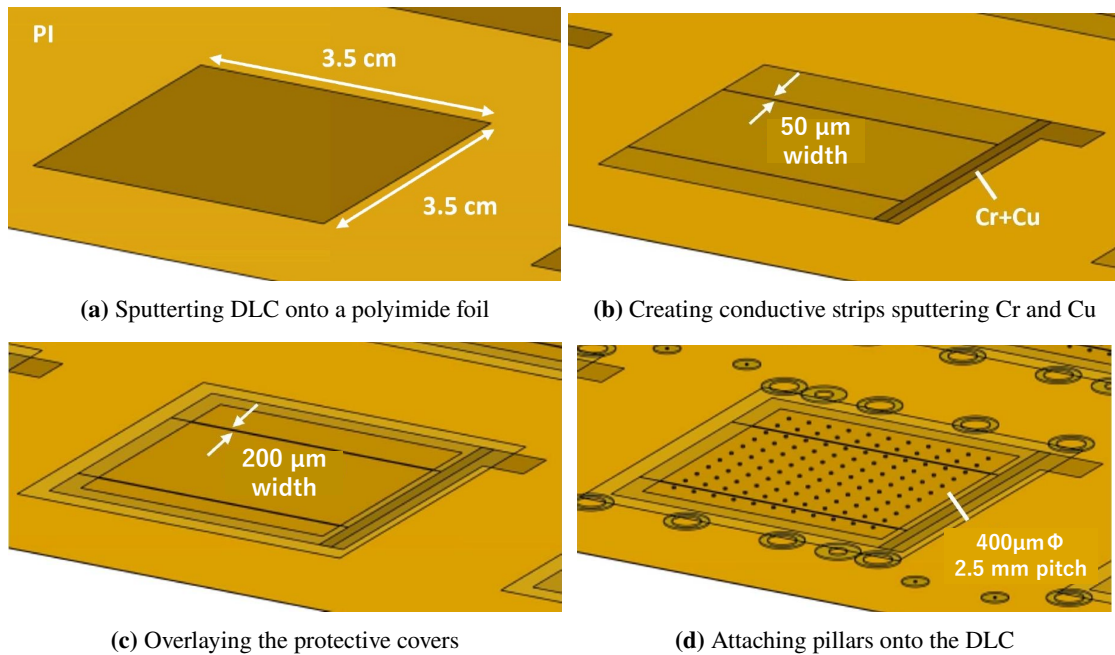 PI
3.5 cm
3.5 cm
(a) Sputterting DLC onto a polyimide foil
50 μm
width
Cr+Cu
(b) Creating conductive strips sputtering Cr and Cu
200 μm
width
(c) Overlaying the protective covers
400μmΦ
2.5 mm pitch
(d) Attaching pillars onto the DLC